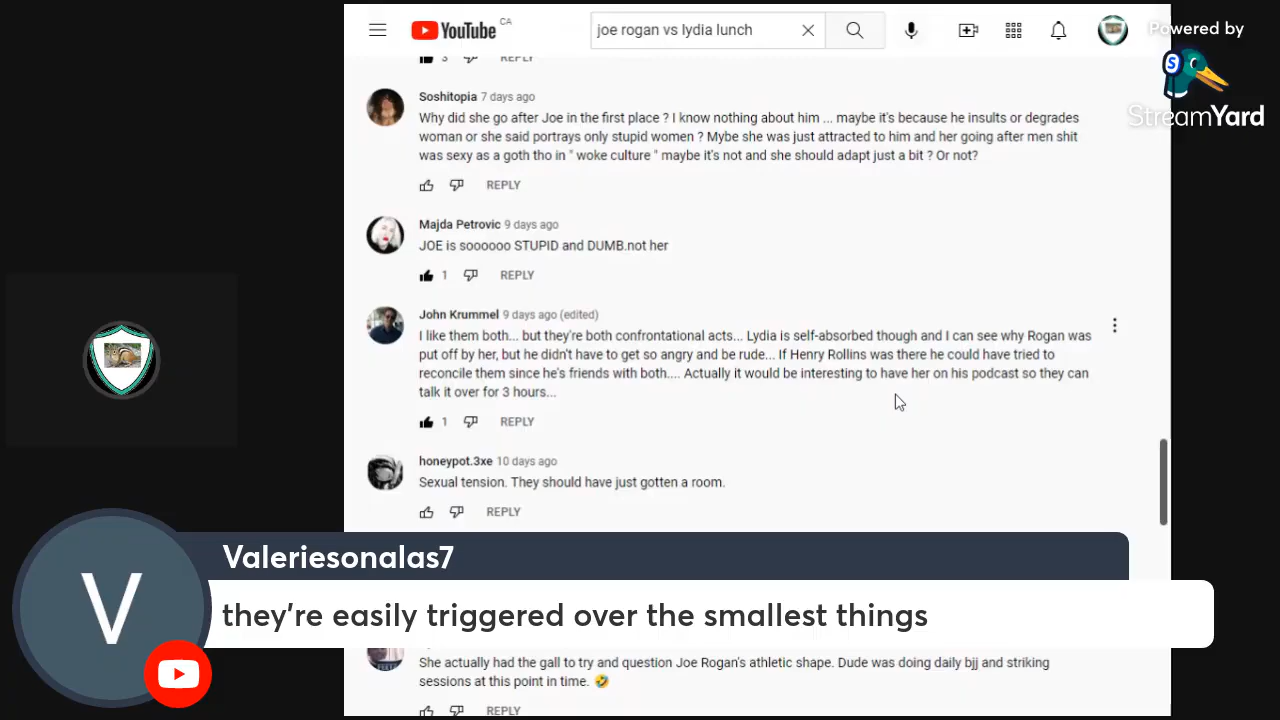 YouTube CA
joe rogan vs lydia lunch
Powered by
StreamYard
3 REPLY
Soshitopia 7 days ago
Why did she go after Joe in the first place ? I know nothing about him ... maybe it's because he insults or degrades
woman or she said portrays only stupid women ? Mybe she was just attracted to him and her going after men shit
was sexy as a goth tho in " woke culture " maybe it's not and she should adapt just a bit ? Or not?
REPLY
Majda Petrovic 9 days ago
JOE is soooooo STUPID and DUMB.not her
1 REPLY
John Krummel 9 days ago (edited)
I like them both... but they're both confrontational acts... Lydia is self-absorbed though and I can see why Rogan was
put off by her, but he didn't have to get so angry and be rude... If Henry Rollins was there he could have tried to
reconcile them since he's friends with both.... Actually it would be interesting to have her on his podcast so they can
talk it over for 3 hours...
1 REPLY
honeypot.3xe 10 days ago
Sexual tension. They should have just gotten a room.
REPLY
V
Valeriesonalas7
they're easily triggered over the smallest things
She actually had the gall to try and question Joe Rogan's athletic shape. Dude was doing daily bjj and striking
sessions at this point in time. 🤣
REPLY